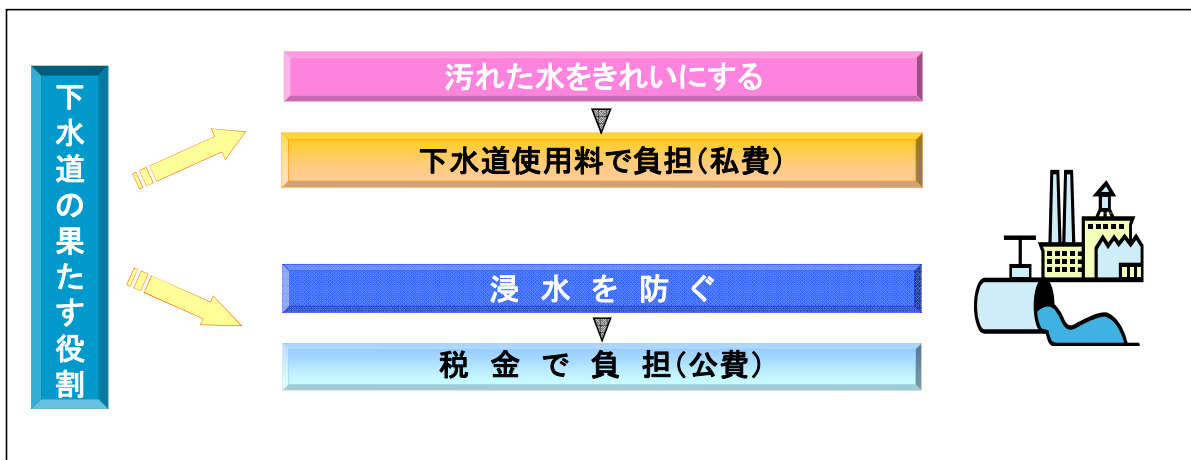 下水道の果たす役割
汚れた水をきれいにする
下水道使用料で負担(私費)
浸水を防ぐ
税金で負担(公費)